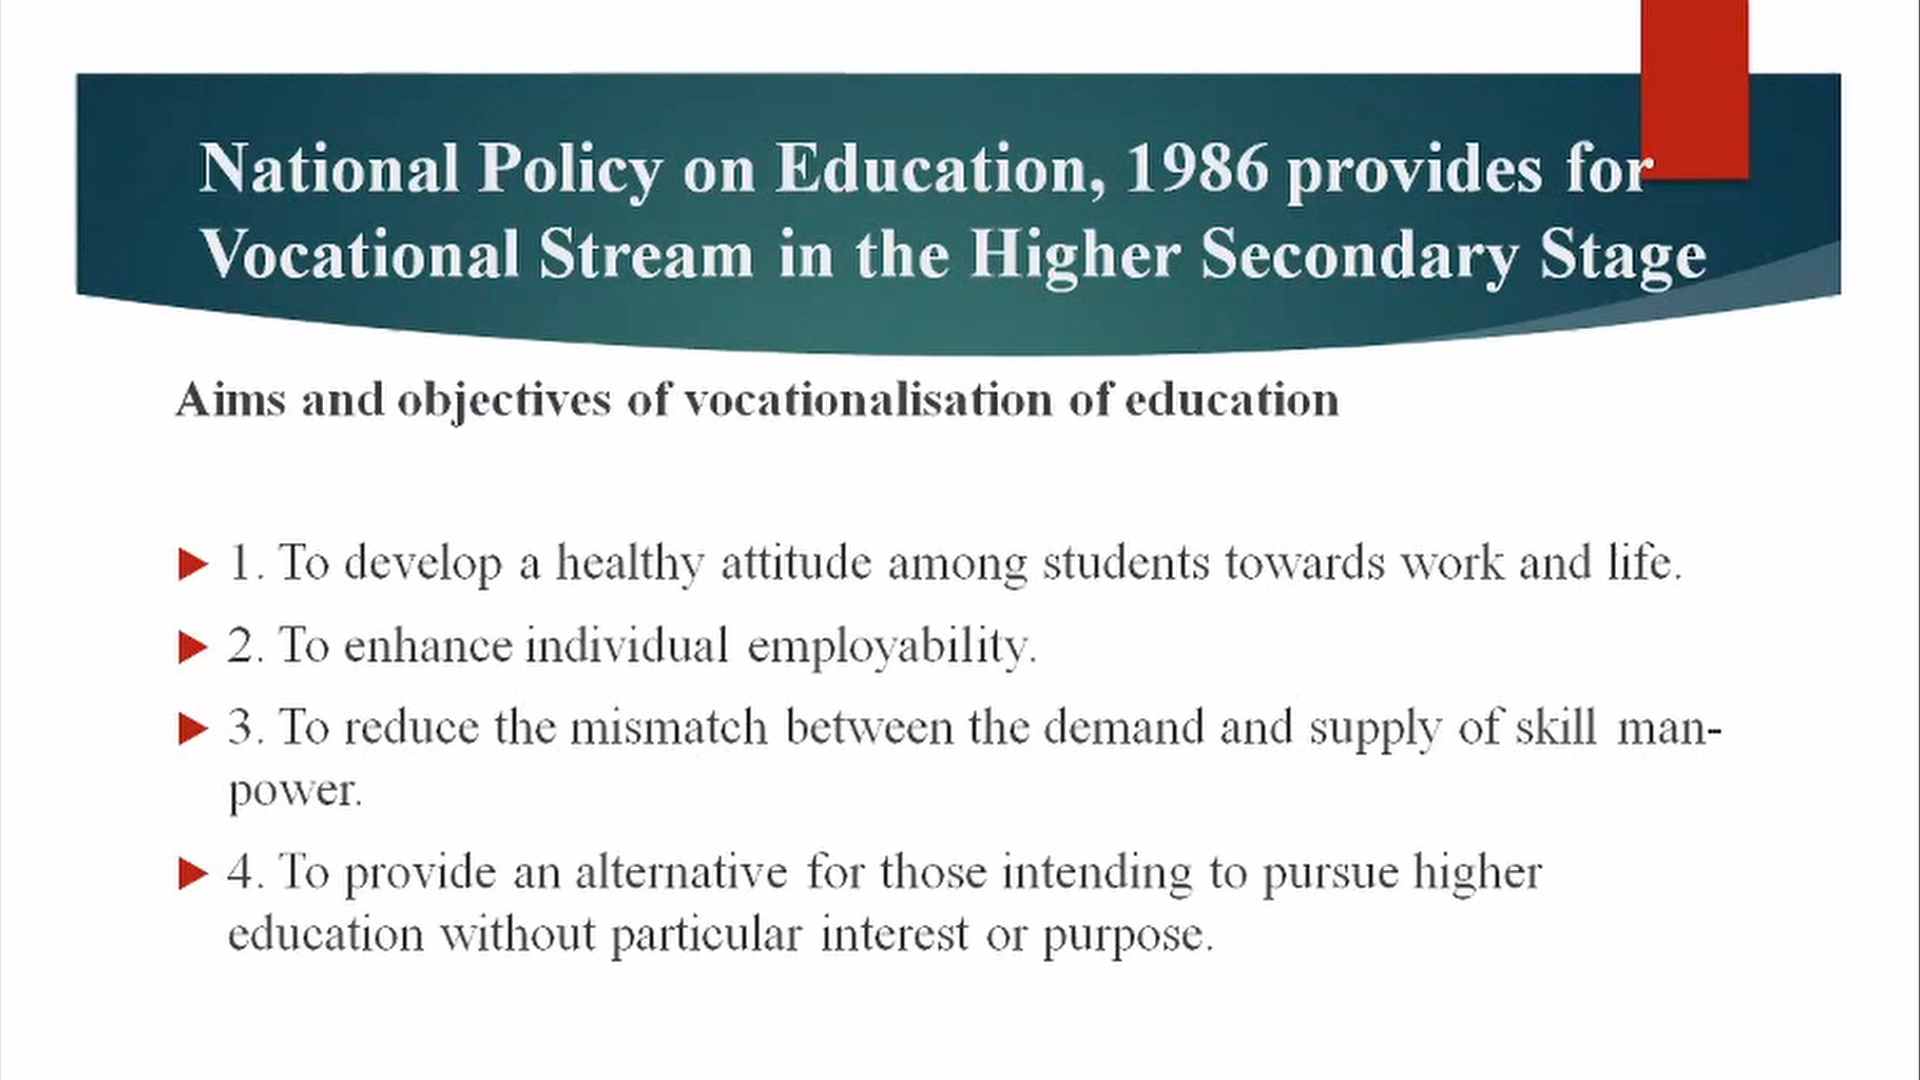 National Policy on Education, 1986 provides for
Vocational Stream in the Higher Secondary Stage
Aims and objectives of vocationalisation of education
1. To develop a healthy attitude among students towards work and life.
2. To enhance individual employability.
3. To reduce the mismatch between the demand and supply of skill man-
power.
4. To provide an alternative for those intending to pursue higher
education without particular interest or purpose.